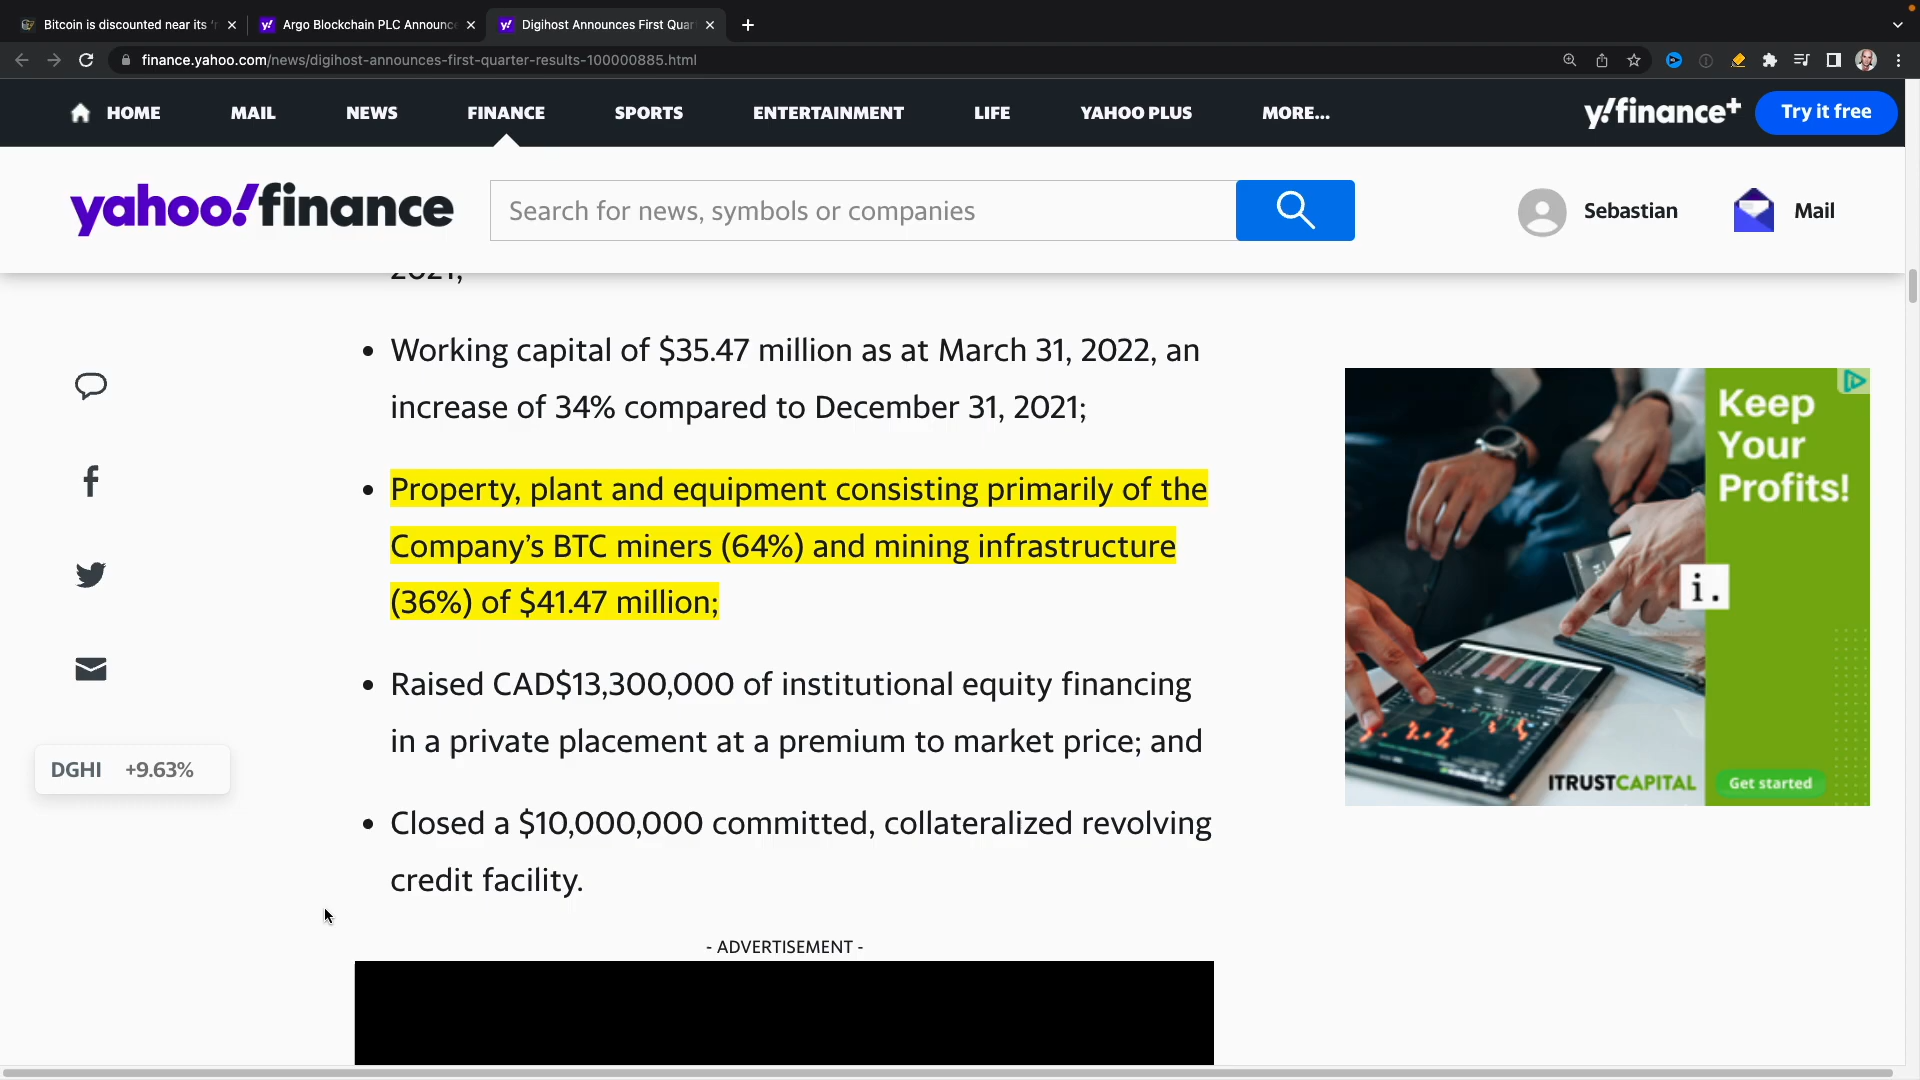 Bitcoin is discounted near its 'r
Argo Blockchain PLC Announce
Digihost Announces First Quar
finance.yahoo.com/news/digihost-announces-first-quarter-results-100000885.html
HOME
MAIL
NEWS
FINANCE
SPORTS
ENTERTAINMENT
LIFE
YAHOO PLUS
MORE...
y!finance+
Try it free
yahoo!finance
Search for news, symbols or companies
Sebastian
Mail
2021;
• Working capital of $35.47 million as at March 31, 2022, an
increase of 34% compared to December 31, 2021;
• Property, plant and equipment consisting primarily of the
Company’s BTC miners (64%) and mining infrastructure
(36%) of $41.47 million;
• Raised CAD$13,300,000 of institutional equity financing
in a private placement at a premium to market price; and
• Closed a $10,000,000 committed, collateralized revolving
credit facility.
DGHI +9.63%
Keep
Your
Profits!
i.
ITRUSTCAPITAL
Get started
- ADVERTISEMENT -